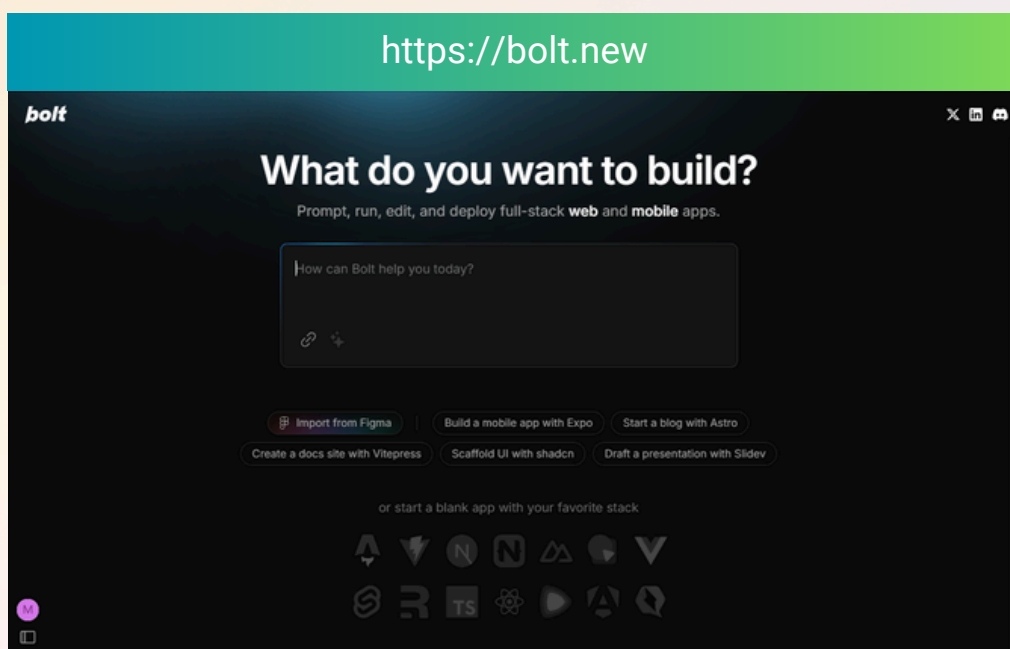 https://bolt.new
bolt
What do you want to build?
Prompt, run, edit, and deploy full-stack web and mobile apps.
How can Bolt help you today?
Import from Figma
Build a mobile app with Expo
Start a blog with Astro
Create a docs site with Vitepress
Scaffold UI with shadcn
Draft a presentation with Slidev
or start a blank app with your favorite stack
N
N
TS
M